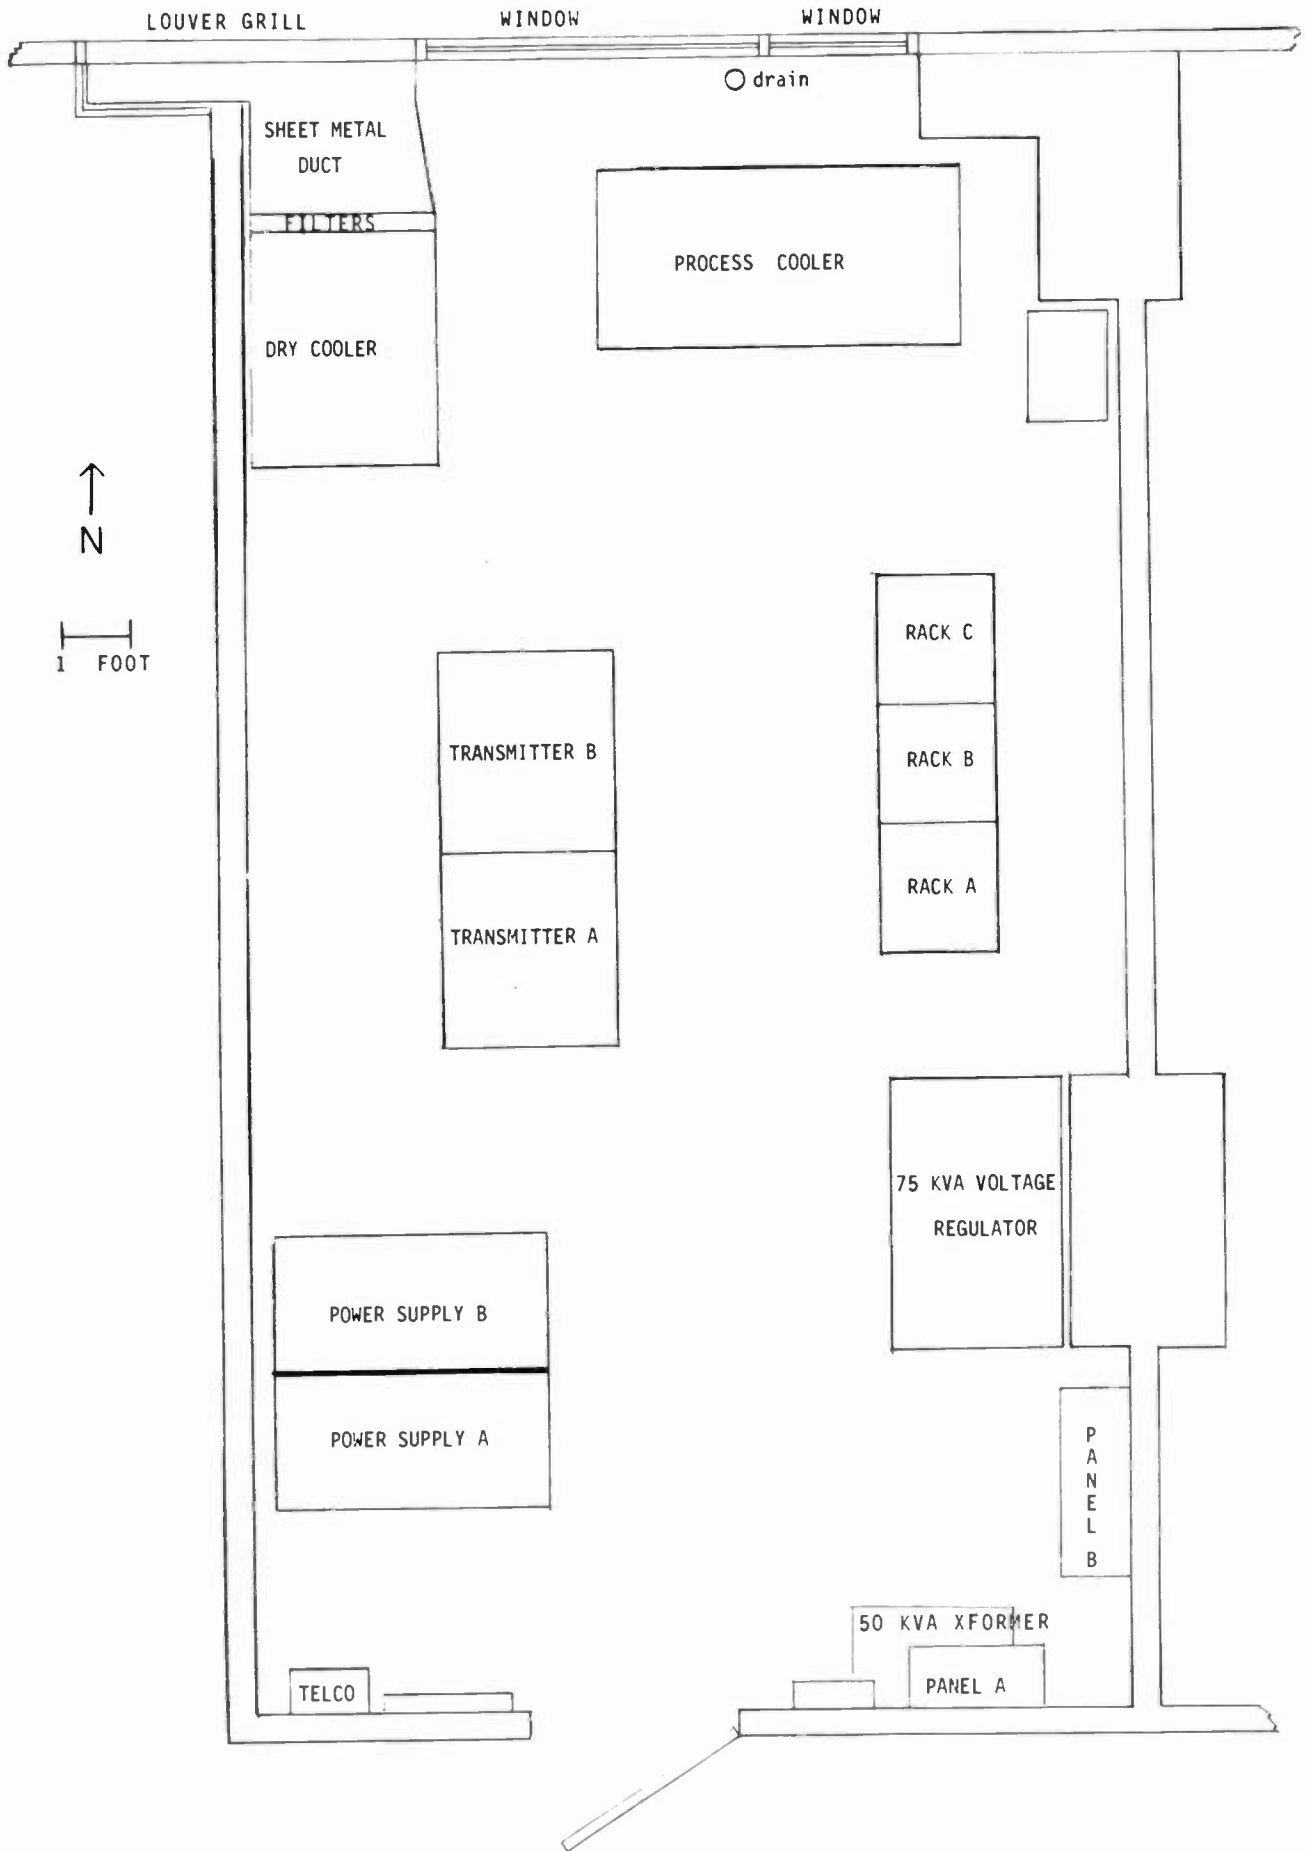 LOUVER GRILL
WINDOW
WINDOW
drain
SHEET METAL
DUCT
FILTERS
PROCESS COOLER
DRY COOLER
N
1 FOOT
RACK C
TRANSMITTER B
RACK B
RACK A
TRANSMITTER A
75 KVA VOLTAGE
REGULATOR
POWER SUPPLY B
POWER SUPPLY A
PANEL B
50 KVA XFORMER
PANEL A
TELCO